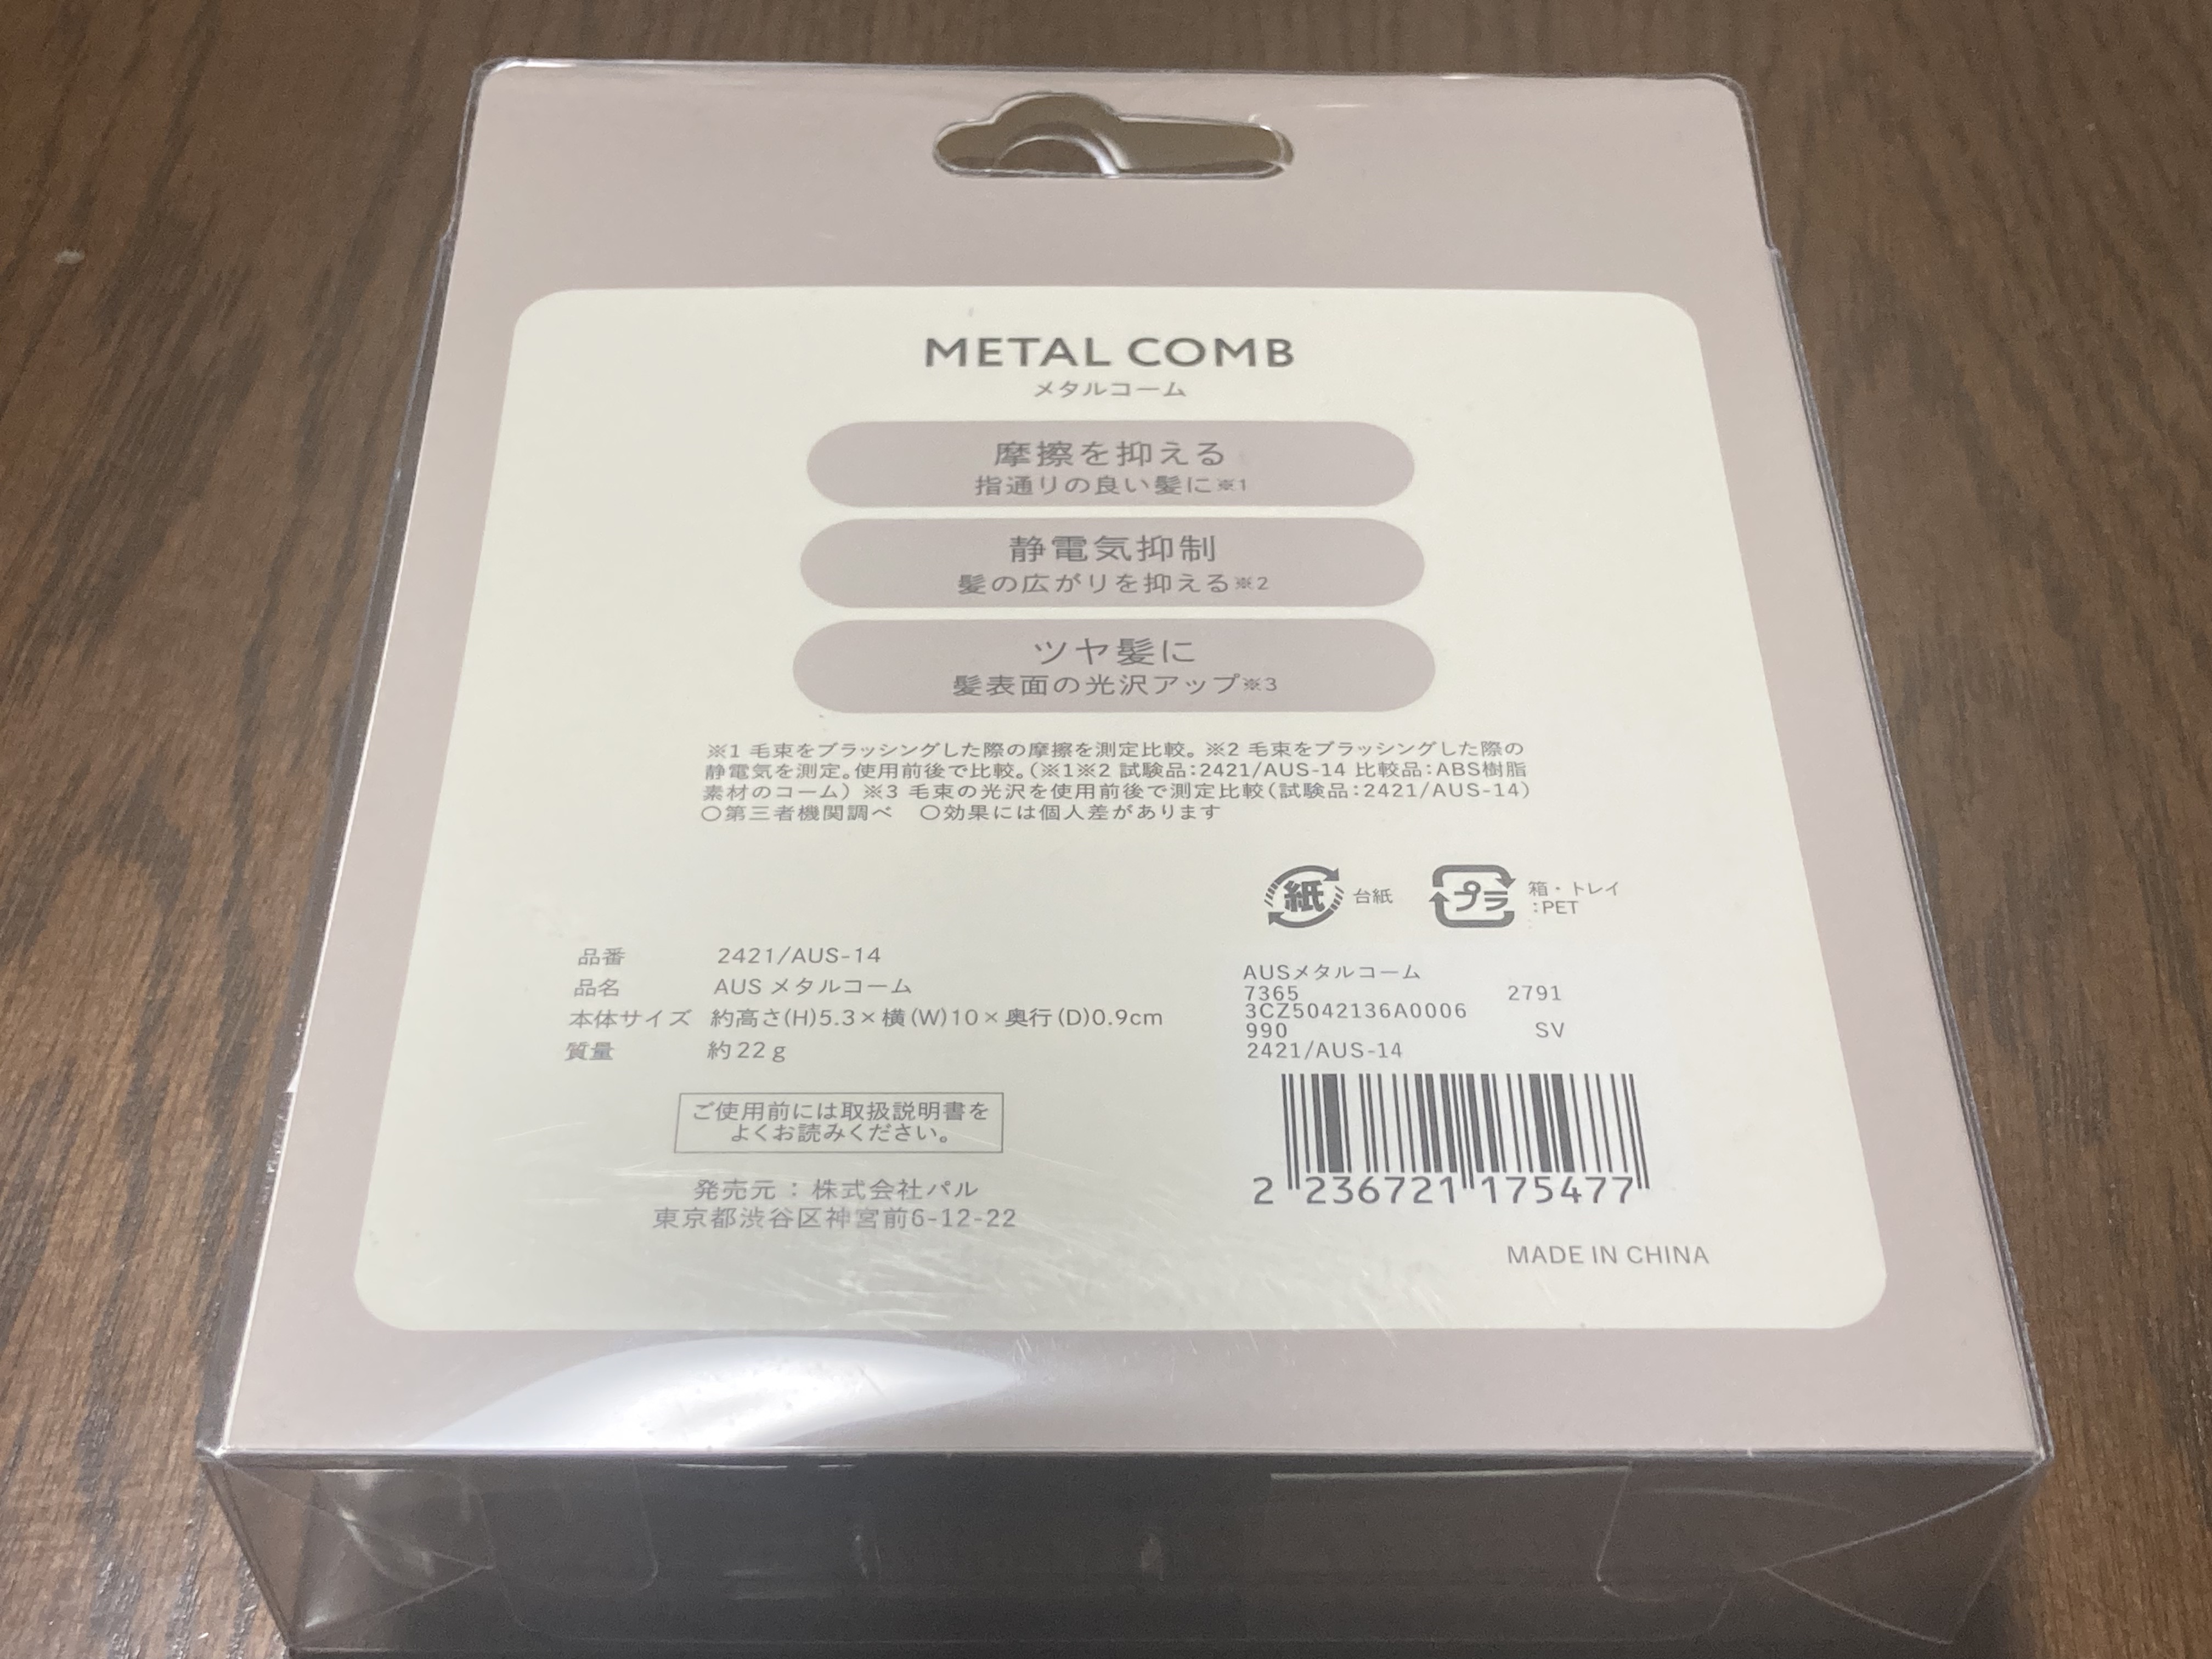 METAL COMB
メタルコーム
摩擦を抑える
指通りの良い髪に※1
静電気抑制
髪の広がりを抑える※2
ツヤ髪に
髪表面の光沢アップ※3
※1 毛束をブラッシングした際の摩擦を測定比較。※2 毛束をブラッシングした際の
静電気を測定。使用前後で比較。(※1※2 試験品:2421/AUS-14 比較品:ABS樹脂
素材のコーム) ※3 毛束の光沢を使用前後で測定比較(試験品:2421/AUS-14)
○第三者機関調べ ○効果には個人差があります
紙 台紙 プラ 箱・トレイ
:PET
品番 2421/AUS-14
品名 AUS メタルコーム
本体サイズ 約高さ(H)5.3×横(W)10×奥行(D)0.9cm
質量 約22g
ご使用前には取扱説明書を
よくお読みください。
発売元:株式会社パル
東京都渋谷区神宮前6-12-22
AUSメタルコーム
7365 2791
3CZ5042136A0006
990 SV
2421/AUS-14
2 236721 175477
MADE IN CHINA